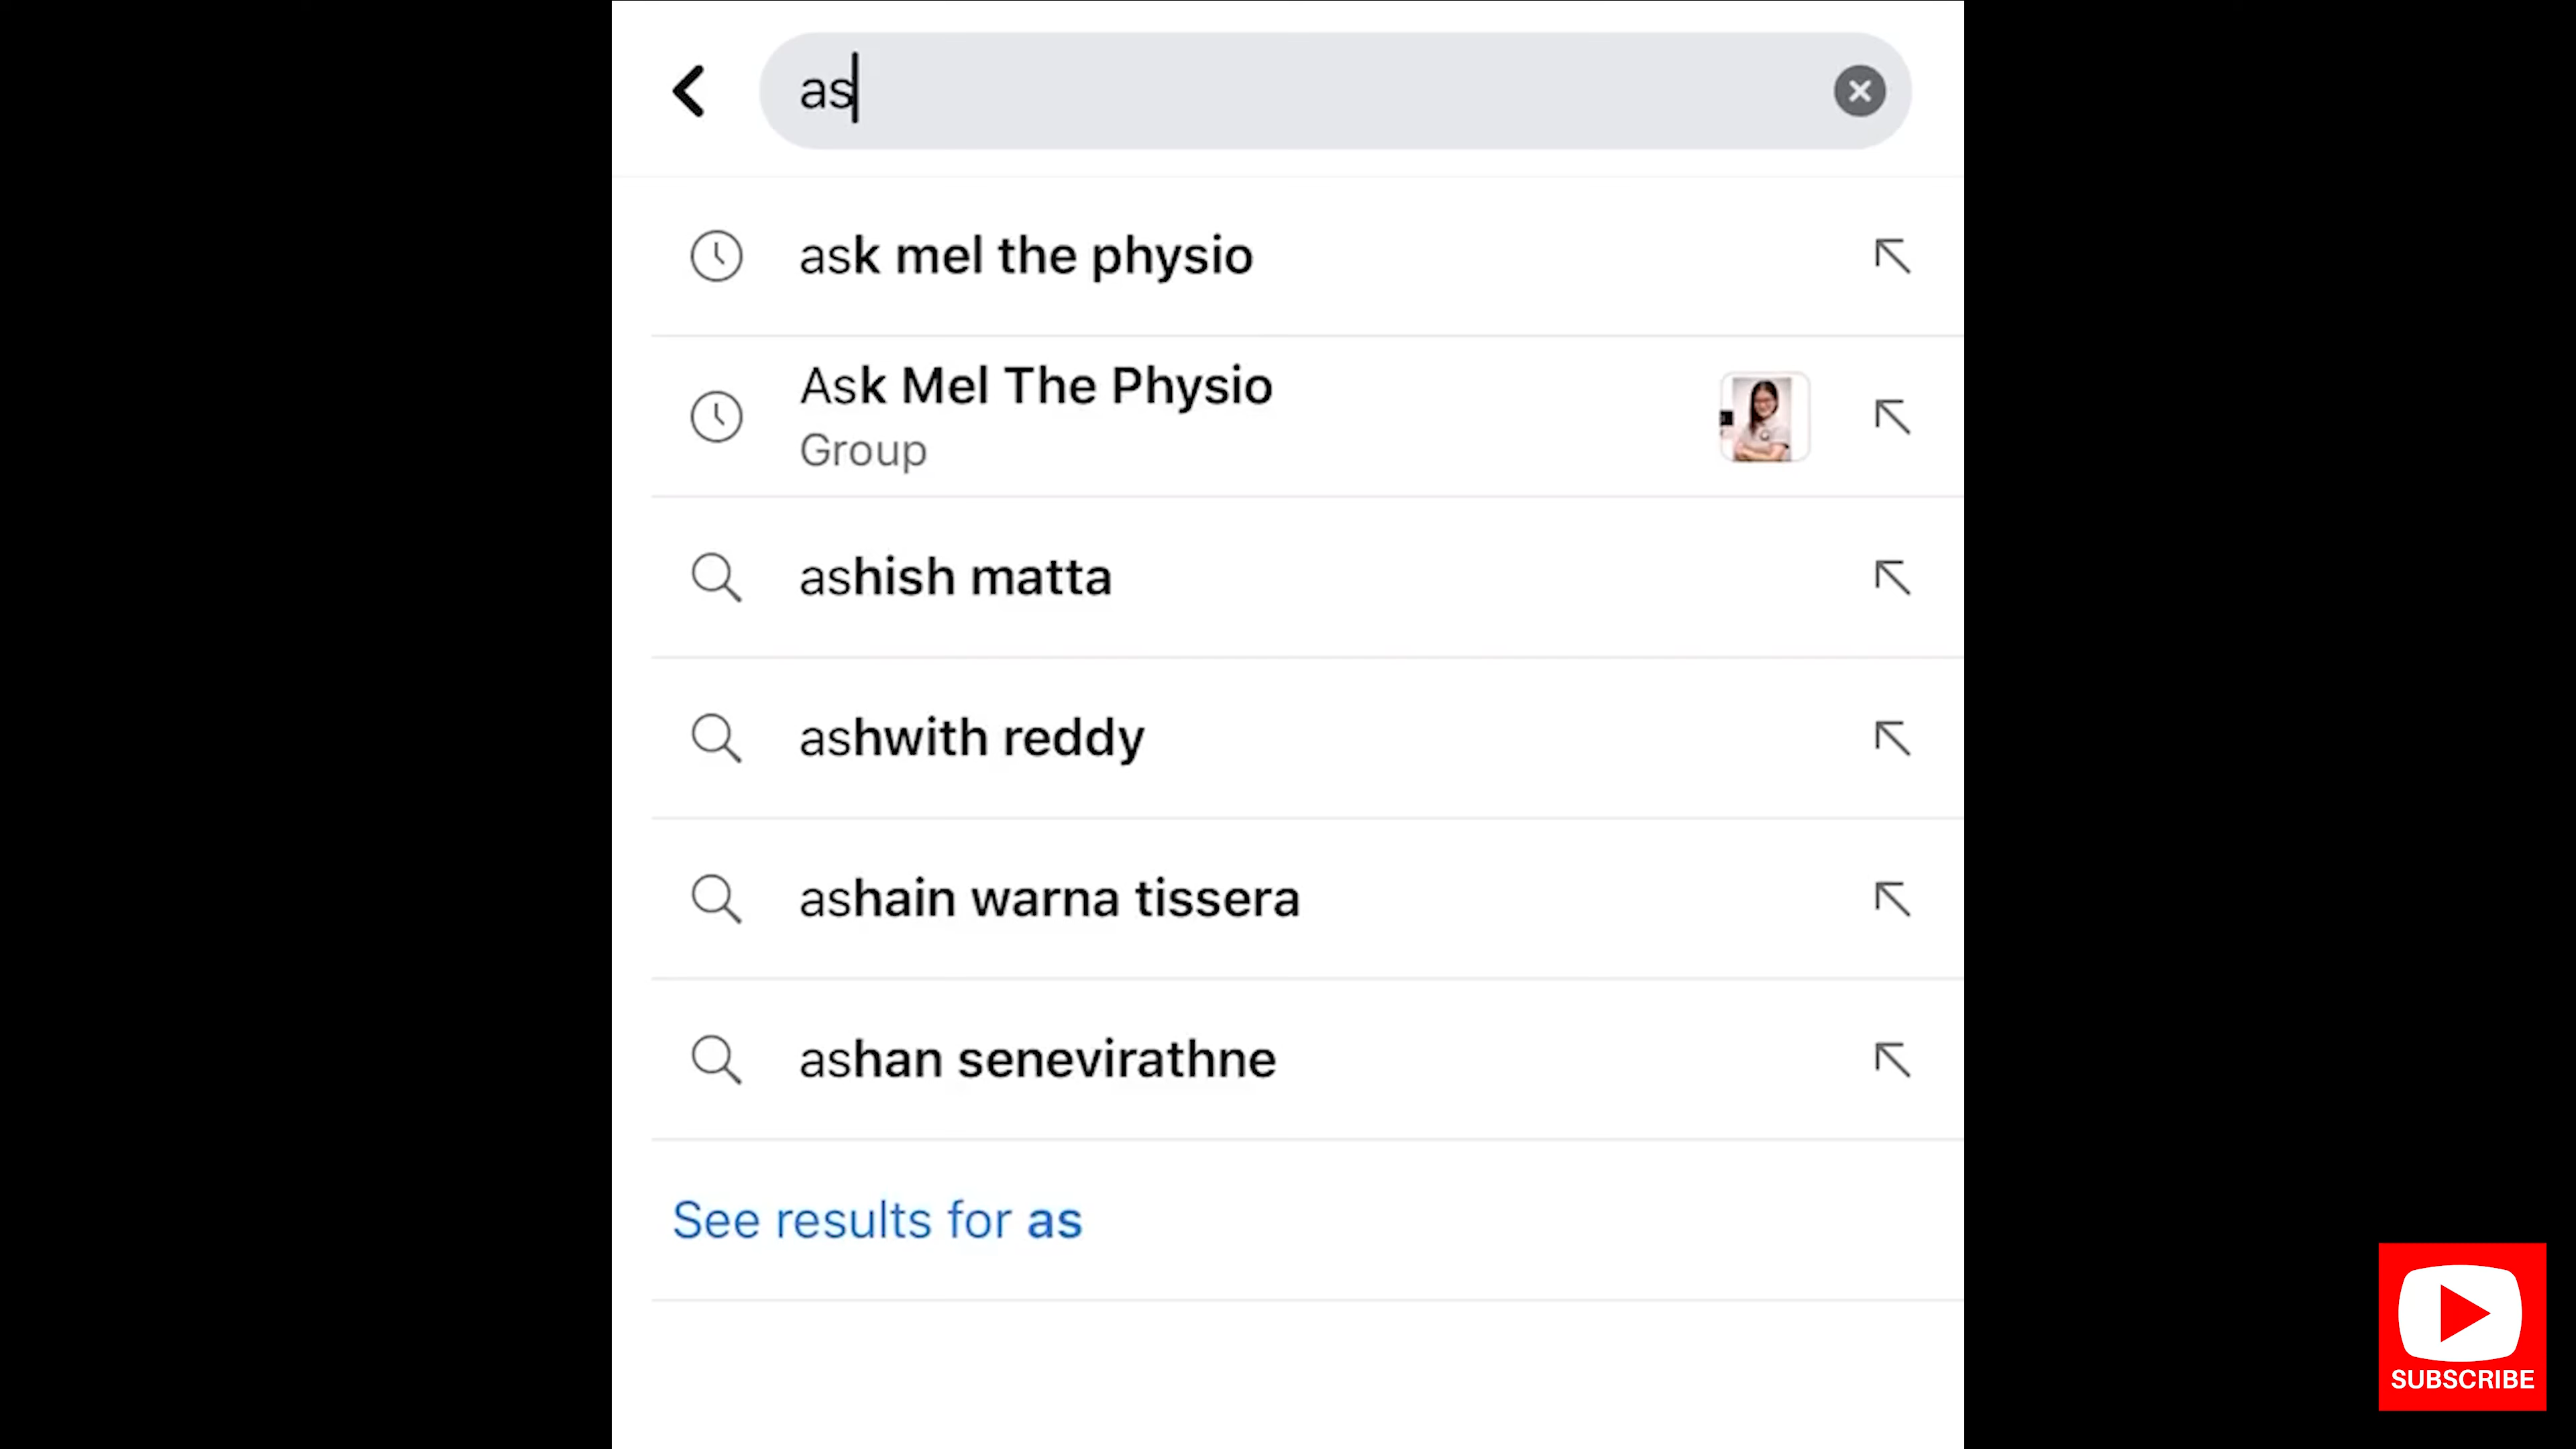 as
ask mel the physio
Ask Mel The Physio
Group
ashish matta
ashwith reddy
ashain warna tissera
ashan senevirathne
See results for as
SUBSCRIBE